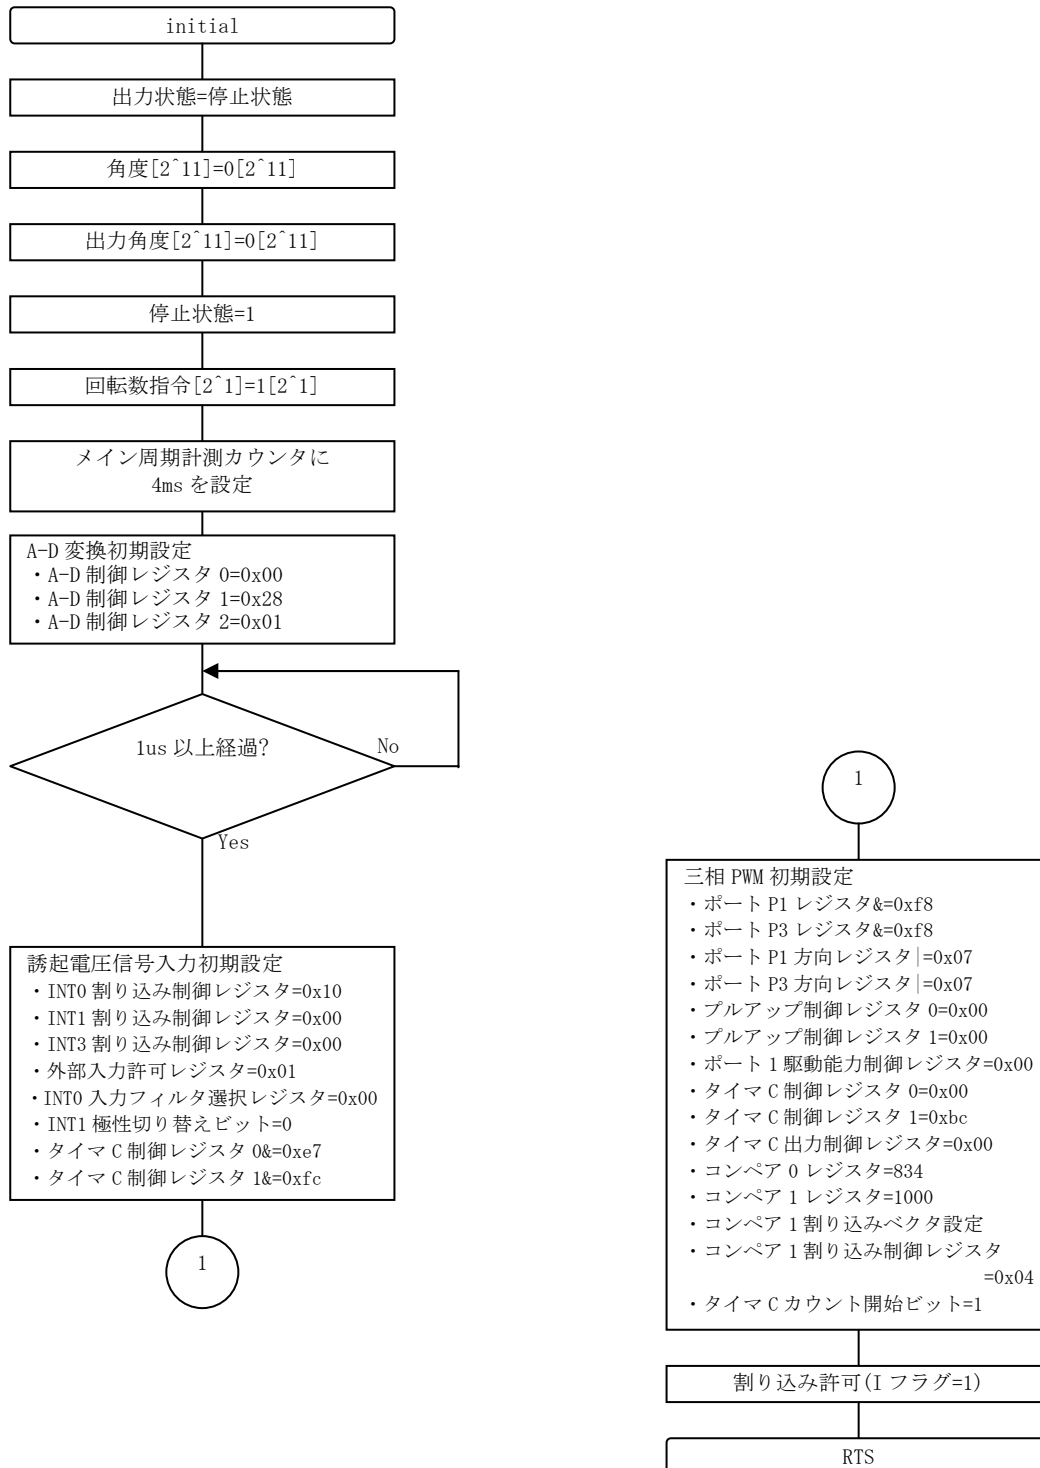 initial
出力状態=停止状態
角度[2^11]=0[2^11]
出力角度[2^11]=0[2^11]
停止状態=1
回転数指令[2^1]=1[2^1]
メイン周期計測カウンタに
4ms を設定
A-D 変換初期設定
・A-D 制御レジスタ 0=0x00
・A-D 制御レジスタ 1=0x28
・A-D 制御レジスタ 2=0x01
1us 以上経過?
No
Yes
誘起電圧信号入力初期設定
・INT0 割り込み制御レジスタ=0x10
・INT1 割り込み制御レジスタ=0x00
・INT3 割り込み制御レジスタ=0x00
・外部入力許可レジスタ=0x01
・INT0 入力フィルタ選択レジスタ=0x00
・INT1 極性切り替えビット=0
・タイマ C 制御レジスタ 0&=0xe7
・タイマ C 制御レジスタ 1&=0xfc
1
1
三相 PWM 初期設定
・ポート P1 レジスタ&=0xf8
・ポート P3 レジスタ&=0xf8
・ポート P1 方向レジスタ|=0x07
・ポート P3 方向レジスタ|=0x07
・プルアップ制御レジスタ 0=0x00
・プルアップ制御レジスタ 1=0x00
・ポート 1 駆動能力制御レジスタ=0x00
・タイマ C 制御レジスタ 0=0x00
・タイマ C 制御レジスタ 1=0xbc
・タイマ C 出力制御レジスタ=0x00
・コンペア 0 レジスタ=834
・コンペア 1 レジスタ=1000
・コンペア 1 割り込みベクタ設定
・コンペア 1 割り込み制御レジスタ
=0x04
・タイマ C カウント開始ビット=1
割り込み許可(I フラグ=1)
RTS